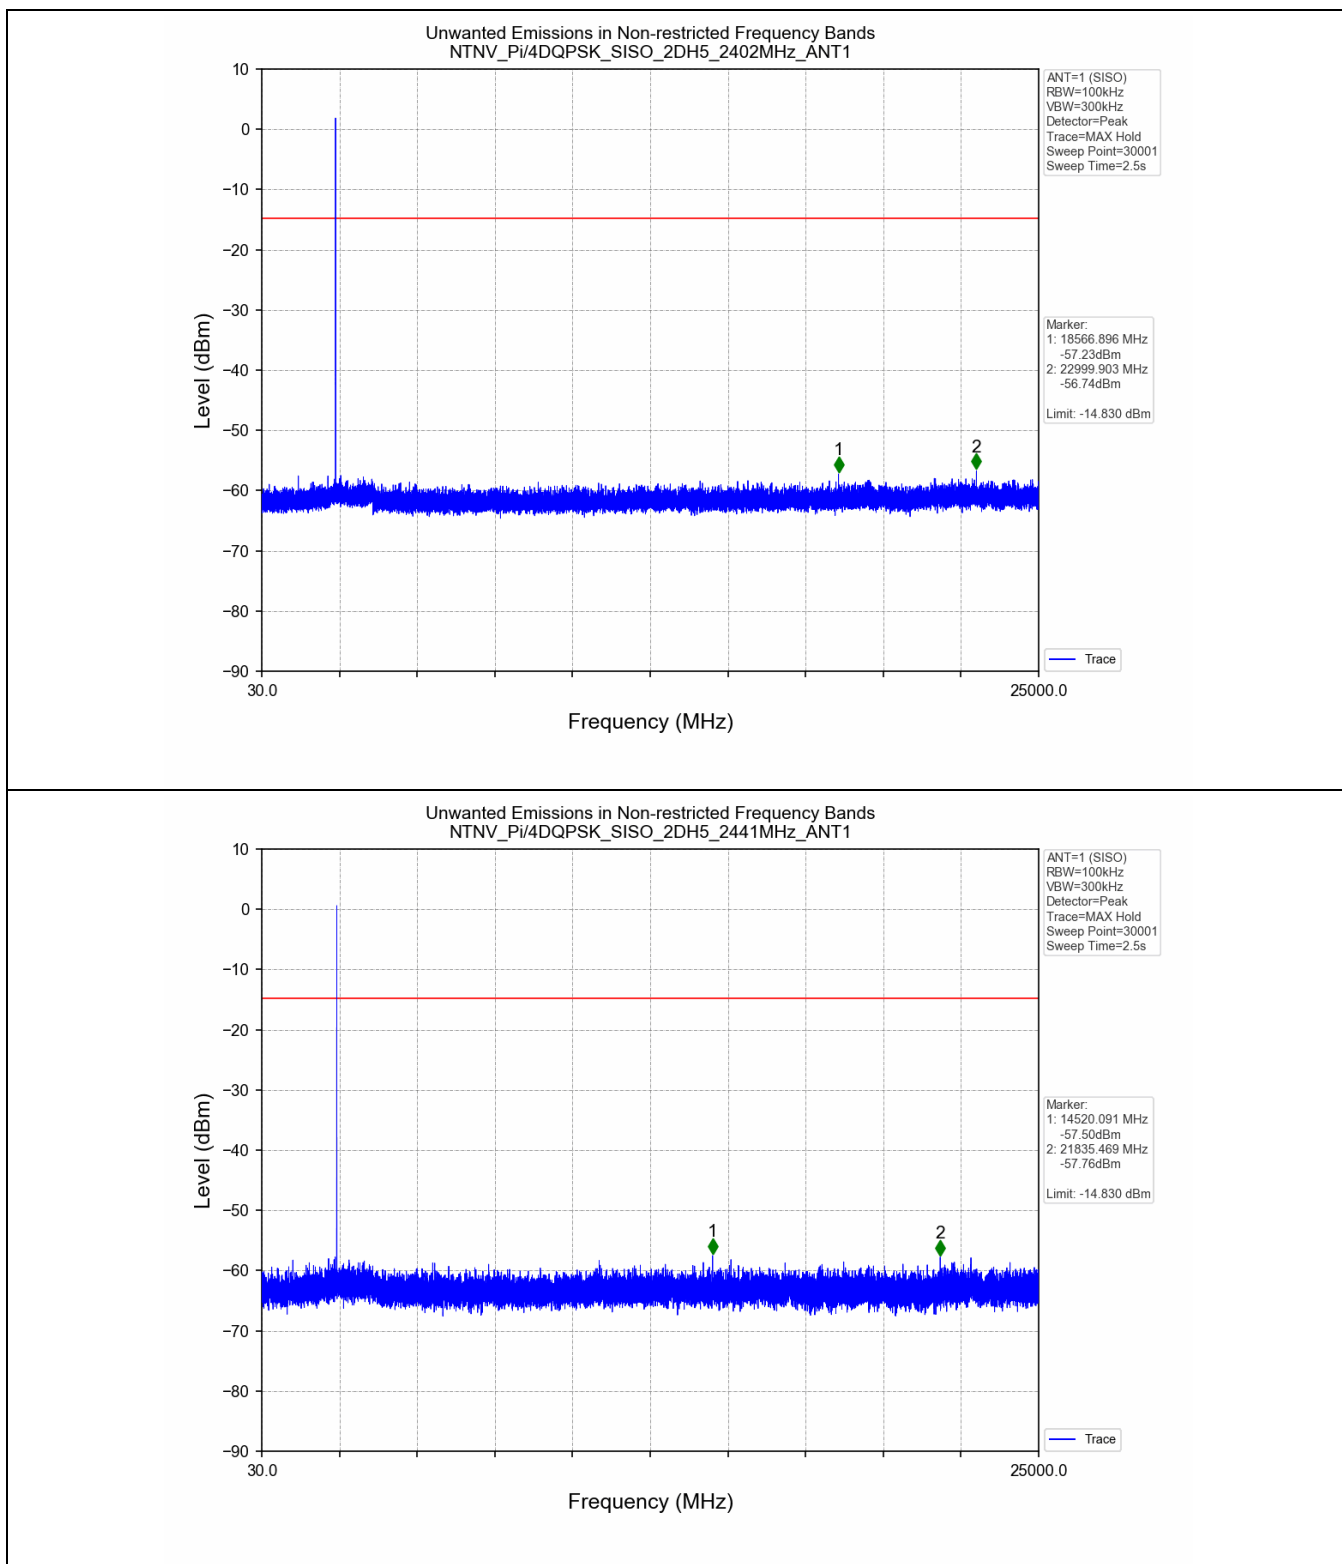 Unwanted Emissions in Non-restricted Frequency Bands
NTNV_Pi/4DQPSK_SISO_2DH5_2402MHz_ANT1
10
0
−10
−20
−30
−40
−50
−60
−70
−80
−90
Level (dBm)
30.0
25000.0
Frequency (MHz)
1
2
ANT=1 (SISO)
RBW=100kHz
VBW=300kHz
Detector=Peak
Trace=MAX Hold
Sweep Point=30001
Sweep Time=2.5s
Marker:
1: 18566.896 MHz
-57.23dBm
2: 22999.903 MHz
-56.74dBm
Limit: -14.830 dBm
Trace
Unwanted Emissions in Non-restricted Frequency Bands
NTNV_Pi/4DQPSK_SISO_2DH5_2441MHz_ANT1
10
0
−10
−20
−30
−40
−50
−60
−70
−80
−90
Level (dBm)
30.0
25000.0
Frequency (MHz)
1
2
ANT=1 (SISO)
RBW=100kHz
VBW=300kHz
Detector=Peak
Trace=MAX Hold
Sweep Point=30001
Sweep Time=2.5s
Marker:
1: 14520.091 MHz
-57.50dBm
2: 21835.469 MHz
-57.76dBm
Limit: -14.830 dBm
Trace